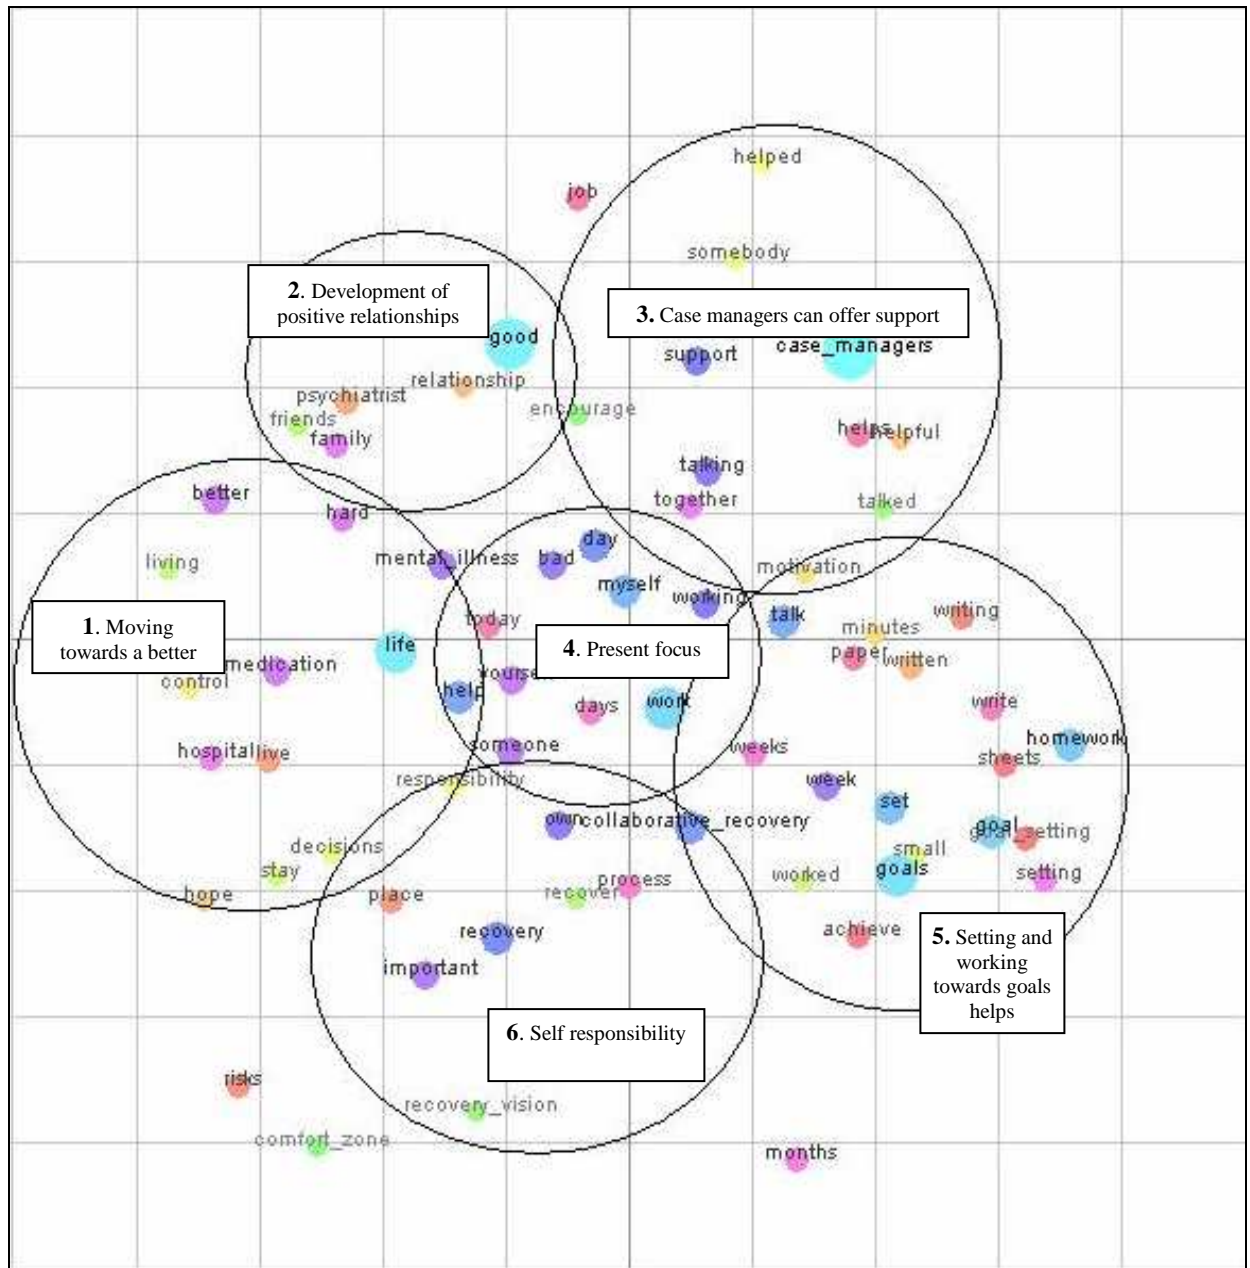 helped
job
somebody
2. Development of
positive relationships
3. Case managers can offer support
good
case_managers
support
relationship
psychiatrist
encourage
friends
family
helps
helpful
talking
better
together
talked
hard
day
living
mental_illness
bad
motivation
myself
working
1. Moving
towards a better
today
talk
writing
minutes
4. Present focus
life
paper
written
medication
control
yourself
help
days
work
write
homework
someone
weeks
hospital
live
sheets
responsibility
week
set
own
collaborative_recovery
goal
goal_setting
decisions
small
stay
process
worked
goals
setting
hope
place
recover
recovery
achieve
5. Setting and
working
towards goals
helps
important
6. Self responsibility
risks
recovery_vision
comfort_zone
months